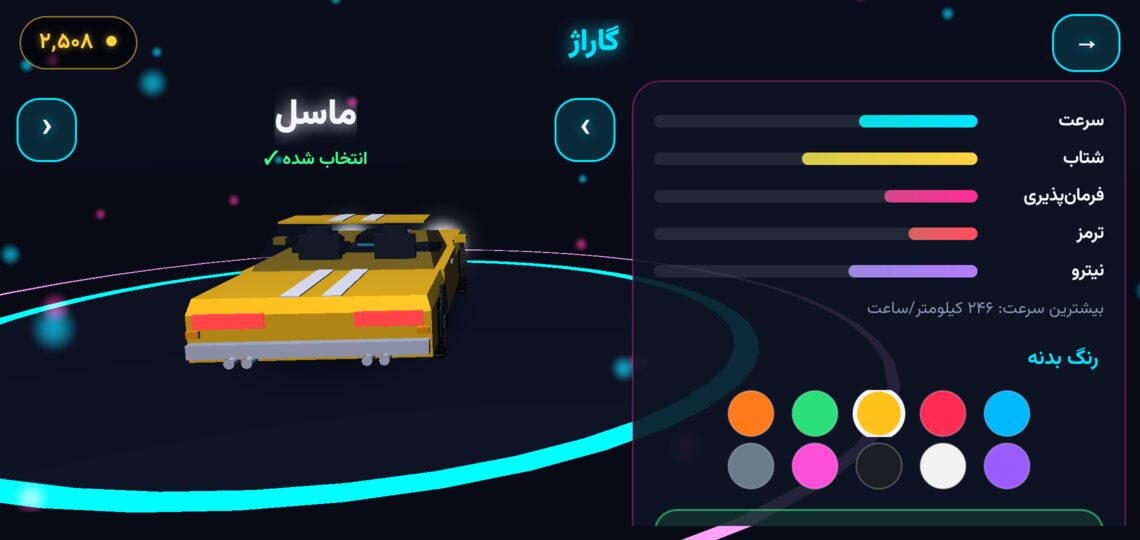 →
گاراژ
۲,۵۰۸
ماسل
انتخاب شده ✓
سرعت
شتاب
فرمان‌پذیری
ترمز
نیترو
بیشترین سرعت: ۲۴۶ کیلومتر/ساعت
رنگ بدنه